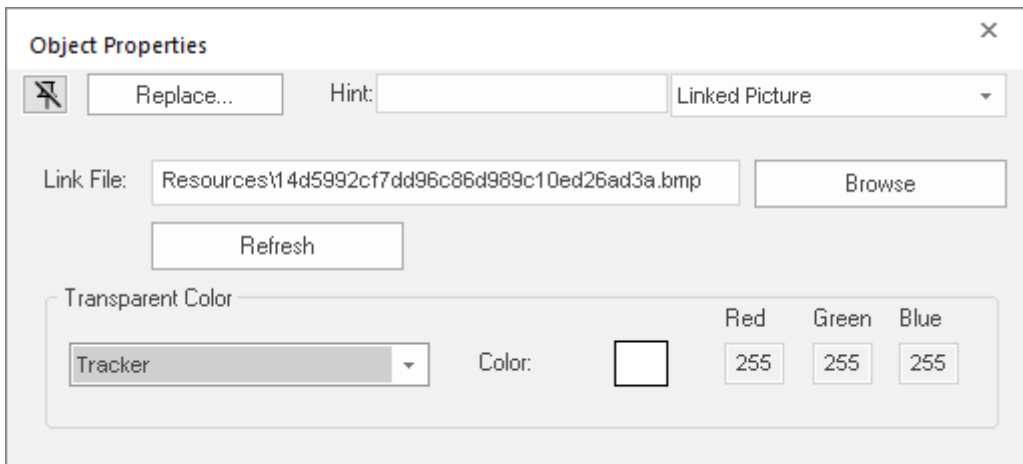 Object Properties
Replace... Hint: Linked Picture
Link File: Resources\14d5992cf7dd96c86d989c10ed26ad3a.bmp Browse
Refresh
Transparent Color
Red Green Blue
Tracker Color: 255 255 255